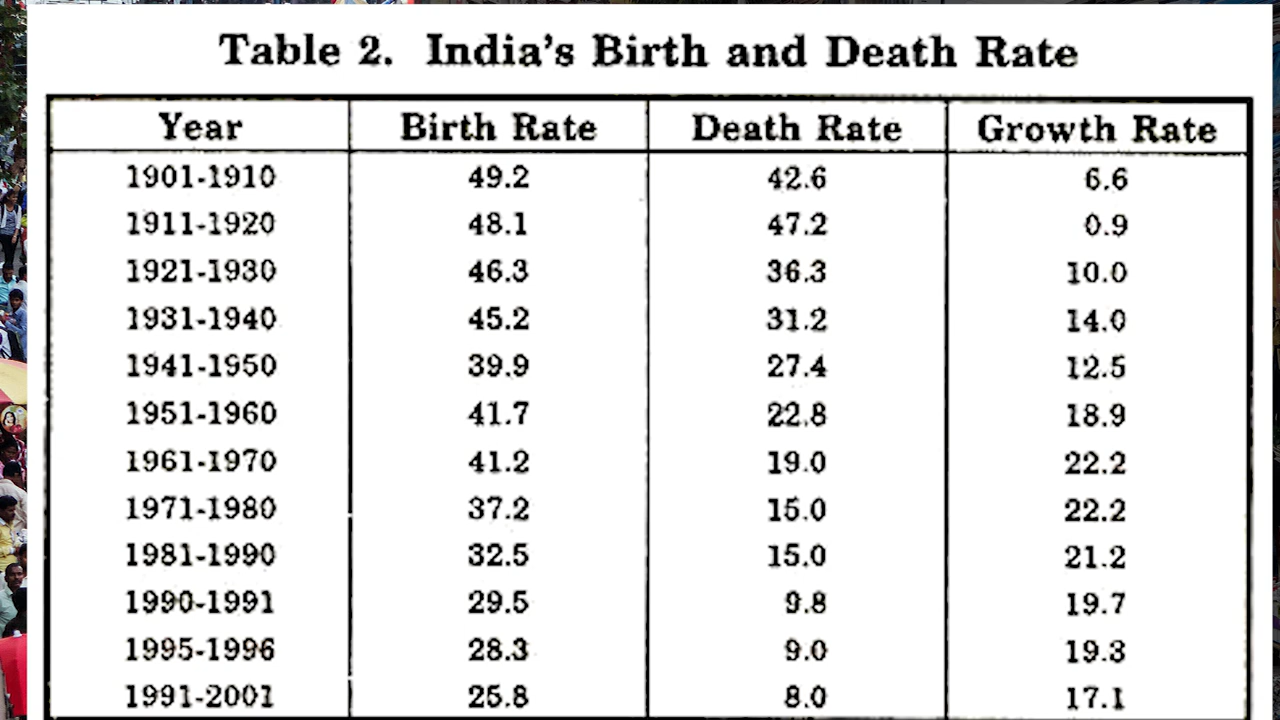 Table 2. India's Birth and Death Rate
Year Birth Rate Death Rate Growth Rate
1901-1910 49.2 42.6 6.6
1911-1920 48.1 47.2 0.9
1921-1930 46.3 36.3 10.0
1931-1940 45.2 31.2 14.0
1941-1950 39.9 27.4 12.5
1951-1960 41.7 22.8 18.9
1961-1970 41.2 19.0 22.2
1971-1980 37.2 15.0 22.2
1981-1990 32.5 15.0 21.2
1990-1991 29.5 9.8 19.7
1995-1996 28.3 9.0 19.3
1991-2001 25.8 8.0 17.1